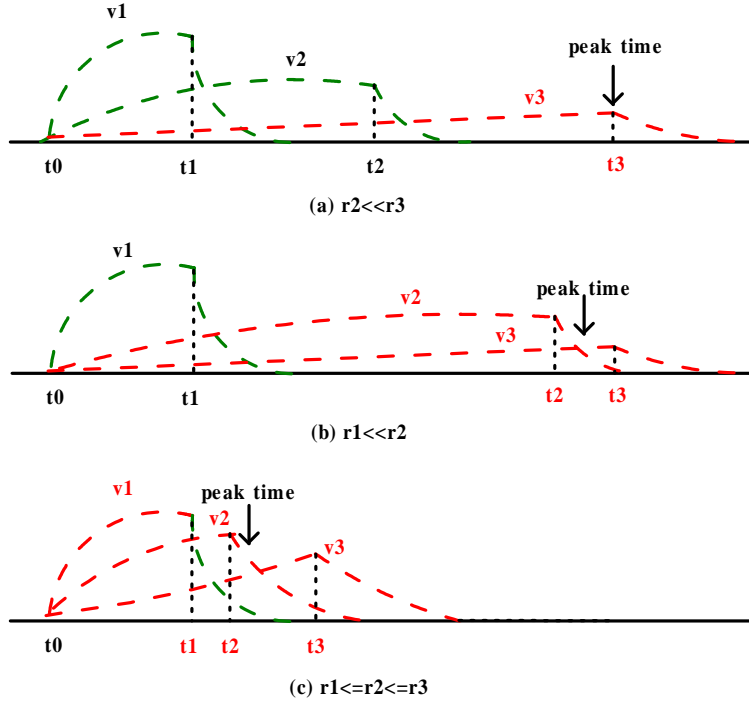 v1
peak time
v2
v3
t0 t1 t2 t3
(a) r2<<r3
v1
v2
peak time
v3
t0 t1 t2 t3
(b) r1<<r2
v1
peak time
v2
v3
t0 t1 t2 t3
(c) r1<=r2<=r3